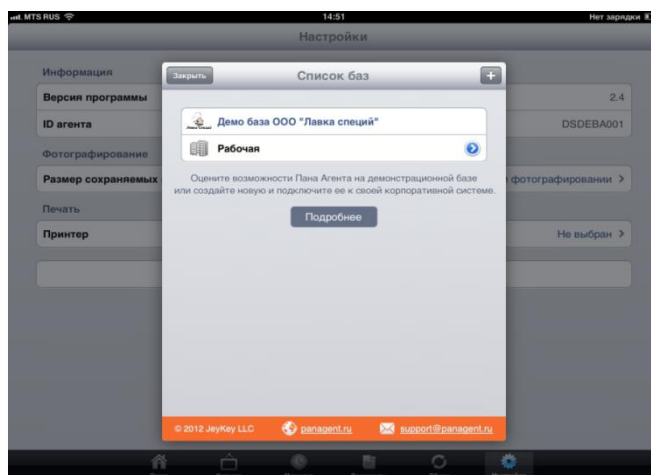 MTS RUS
14:51
Нет зарядки
Настройки
Информация
Версия программы
2.4
ID агента
DSDEBA001
Фотографирование
Размер сохраняемых
фотографировании
Печать
Принтер
Не выбран
Закрыть
Список баз
+
Демо база ООО "Лавка специй"
Рабочая
Оцените возможности Пана Агента на демонстрационной базе
или создайте новую и подключите ее к своей корпоративной системе.
Подробнее
© 2012 JeyKey LLC
panagent.ru
support@panagent.ru